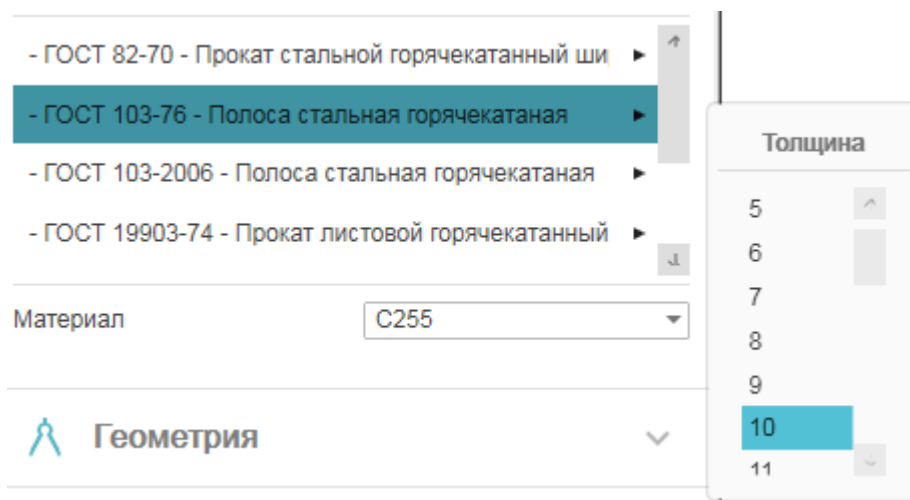 - ГОСТ 82-70 - Прокат стальной горячекатанный ши
- ГОСТ 103-76 - Полоса стальная горячекатаная
- ГОСТ 103-2006 - Полоса стальная горячекатаная
- ГОСТ 19903-74 - Прокат листовой горячекатанный
Материал
С255
Геометрия
Толщина
5
6
7
8
9
10
11